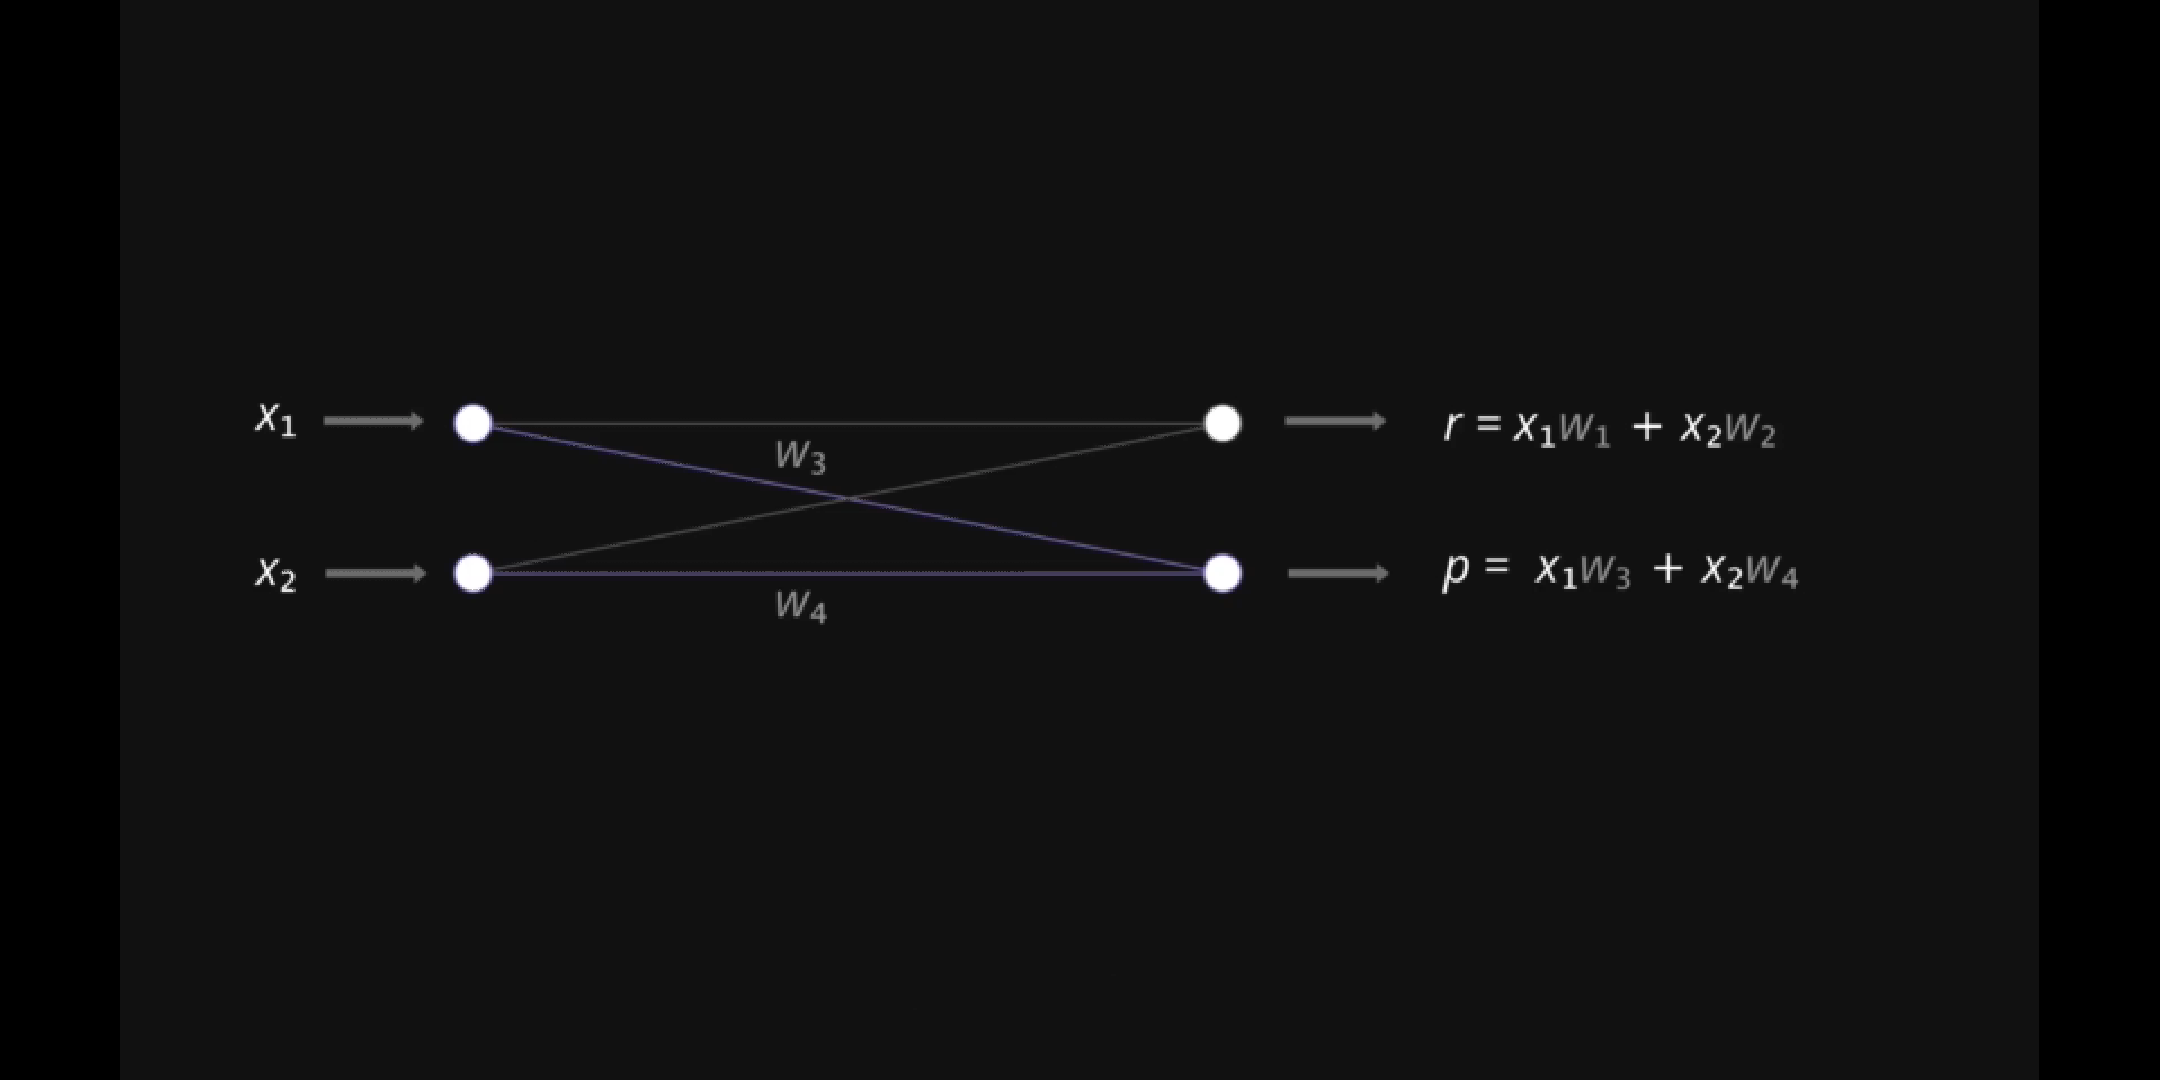 x₁ r = x₁w₁ + x₂w₂
w₃
x₂ p = x₁w₃ + x₂w₄
w₄